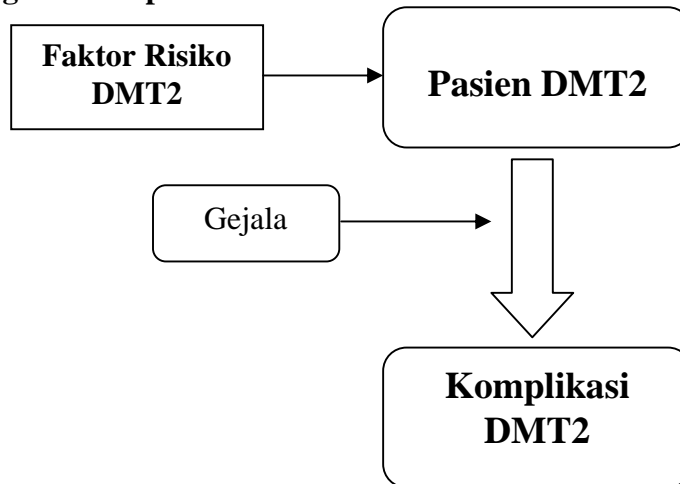 Faktor Risiko
DMT2
Pasien DMT2
Gejala
Komplikasi
DMT2